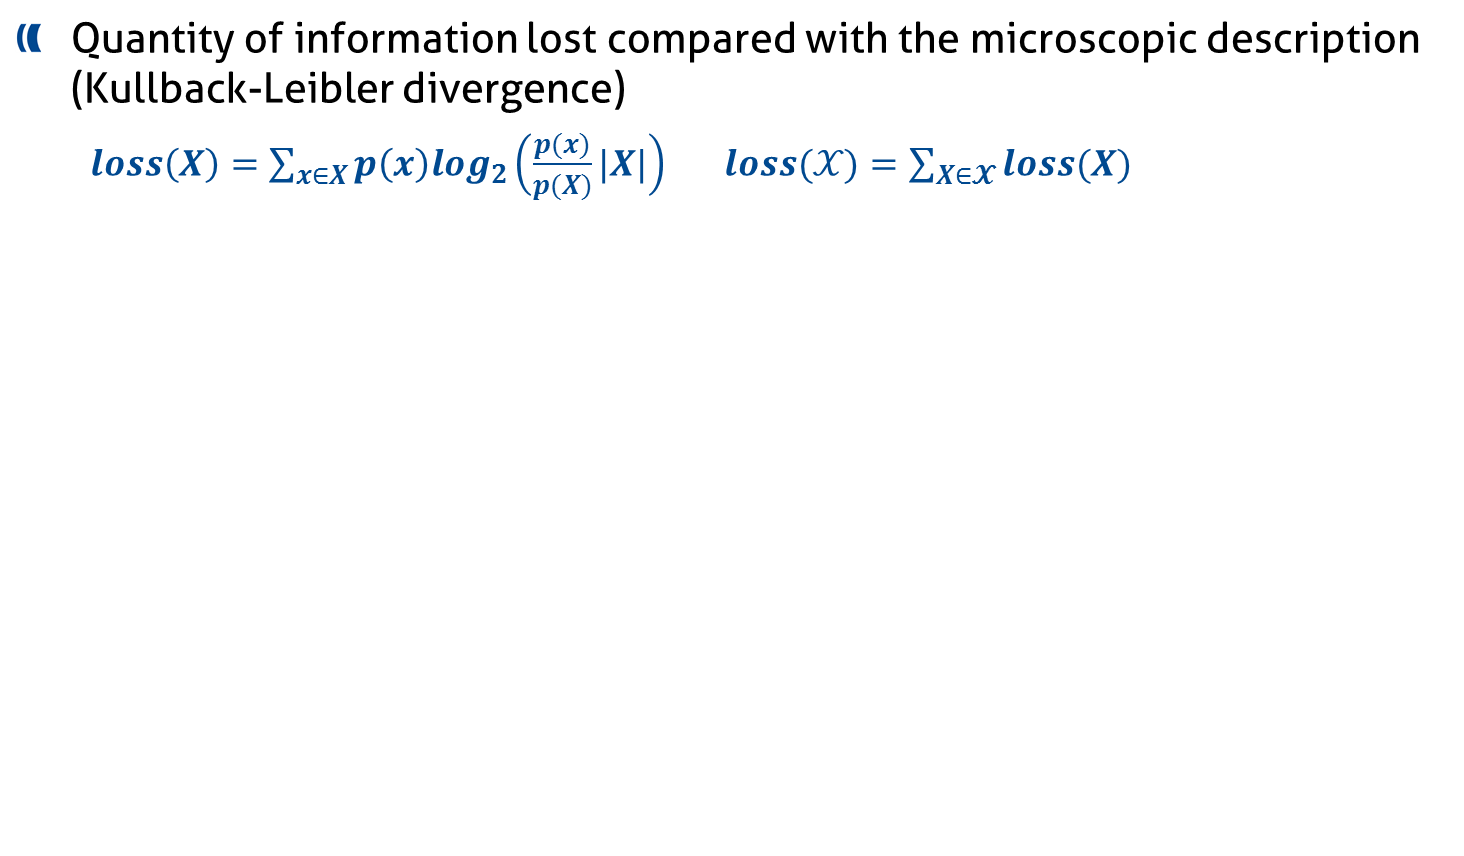 Quantity of information lost compared with the microscopic description
(Kullback-Leibler divergence)
loss(X) = ∑x∈X p(x)log₂(p(x)/p(X) |X|) loss(𝒳) = ∑X∈𝒳 loss(X)